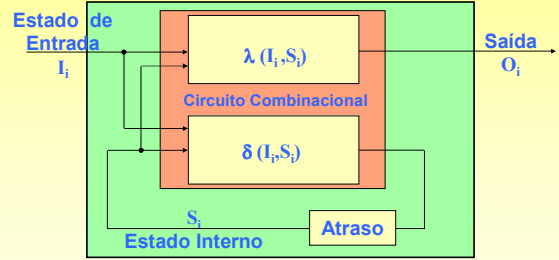 Estado de
Entrada
Iᵢ
λ (Iᵢ ,Sᵢ)
Saída
Oᵢ
Circuito Combinacional
δ (Iᵢ,Sᵢ)
Sᵢ
Estado Interno
Atraso